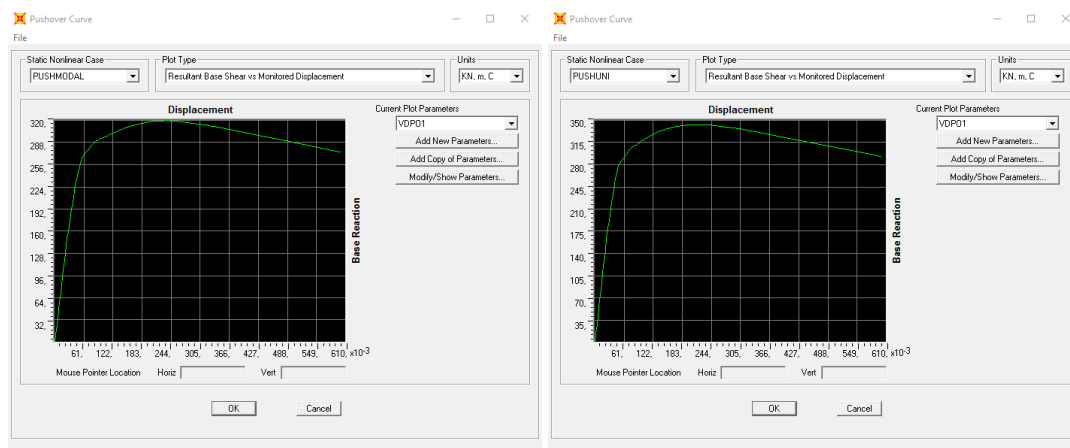 Pushover Curve
File
Static Nonlinear Case
PUSHMODAL
Plot Type
Resultant Base Shear vs Monitored Displacement
Units
KN, m, C
Displacement
Current Plot Parameters
VDPO1
Add New Parameters...
Add Copy of Parameters...
Modify/Show Parameters...
320,
288,
256,
224,
192,
160,
128,
96,
64,
32,
Base Reaction
61, 122, 183, 244, 305, 366, 427, 488, 549, 610, x10-3
Mouse Pointer Location Horiz Vert
OK Cancel
Pushover Curve
File
Static Nonlinear Case
PUSHUNI
Plot Type
Resultant Base Shear vs Monitored Displacement
Units
KN, m, C
Displacement
Current Plot Parameters
VDPO1
Add New Parameters...
Add Copy of Parameters...
Modify/Show Parameters...
350,
315,
280,
245,
210,
175,
140,
105,
70,
35,
Base Reaction
61, 122, 183, 244, 305, 366, 427, 488, 549, 610, x10-3
Mouse Pointer Location Horiz Vert
OK Cancel